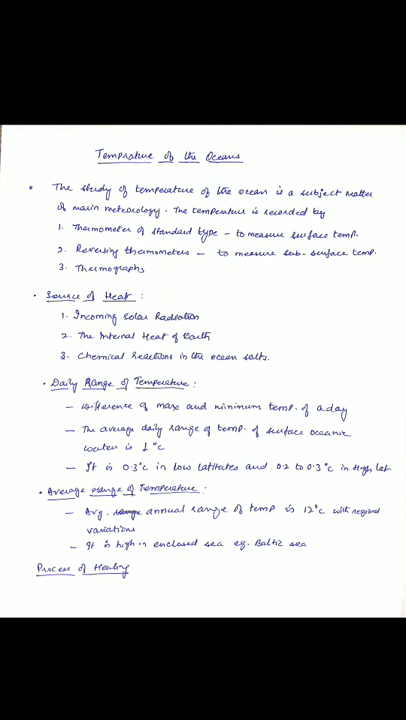 Temprature of the Oceans
• The study of temperature of the ocean is a subject matter
of marin meteorology. The temperature is recorded by
1. Thermometer of standard type – to measure surface temp.
2. Reversing thermometers – to measure sub-surface temp.
3. Thermographs
• Source of Heat :
1. Incoming Solar Radiation
2. The Internal Heat of Earth
3. Chemical Reactions in the ocean salts.
• Daily Range of Temperature :
– Difference of max and minimum temp. of a day
– The average daily range of temp. of surface oceanic
water is 1°c
– It is 0.3°c in low latitutes and 0.2 to 0.3°c in high lat.
• Average range of Temperature :
– Avg. annual range of temp is 12°c with regional
variations
– It is high in enclosed sea eg. Baltic sea
Process of Heating